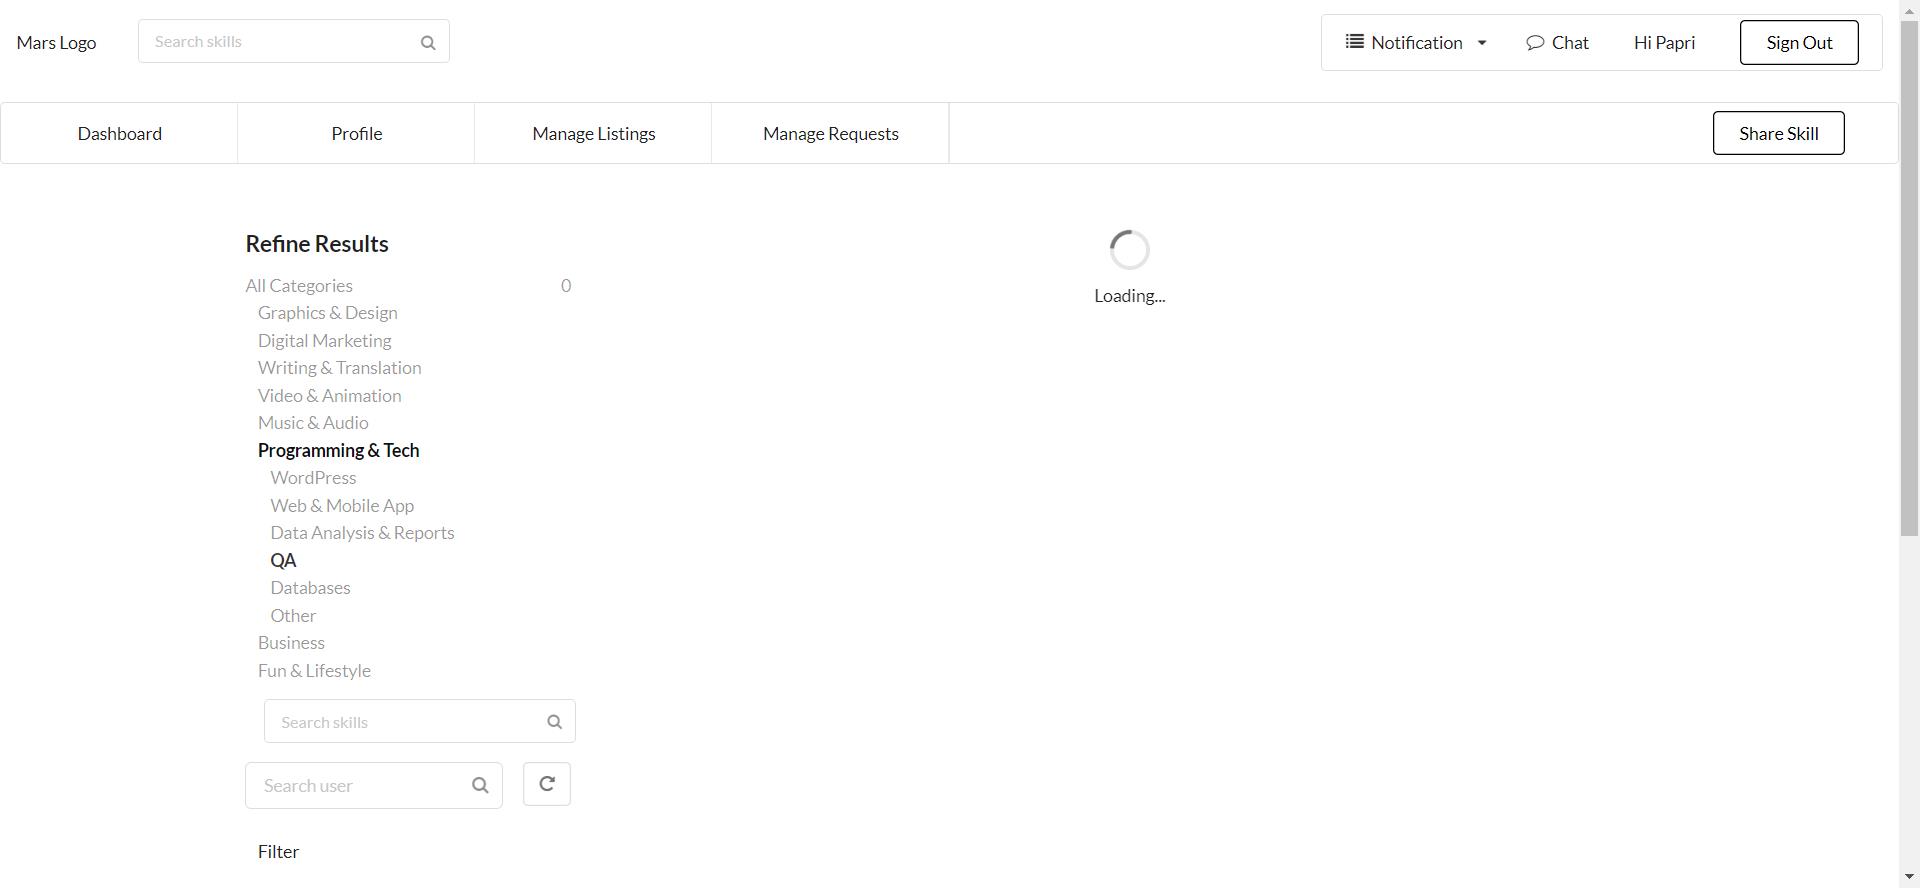 Mars Logo
Search skills
Notification
Chat
Hi Papri
Sign Out
Dashboard
Profile
Manage Listings
Manage Requests
Share Skill
Refine Results
All Categories 0
Graphics & Design
Digital Marketing
Writing & Translation
Video & Animation
Music & Audio
Programming & Tech
WordPress
Web & Mobile App
Data Analysis & Reports
QA
Databases
Other
Business
Fun & Lifestyle
Search skills
Search user
Filter
Loading...